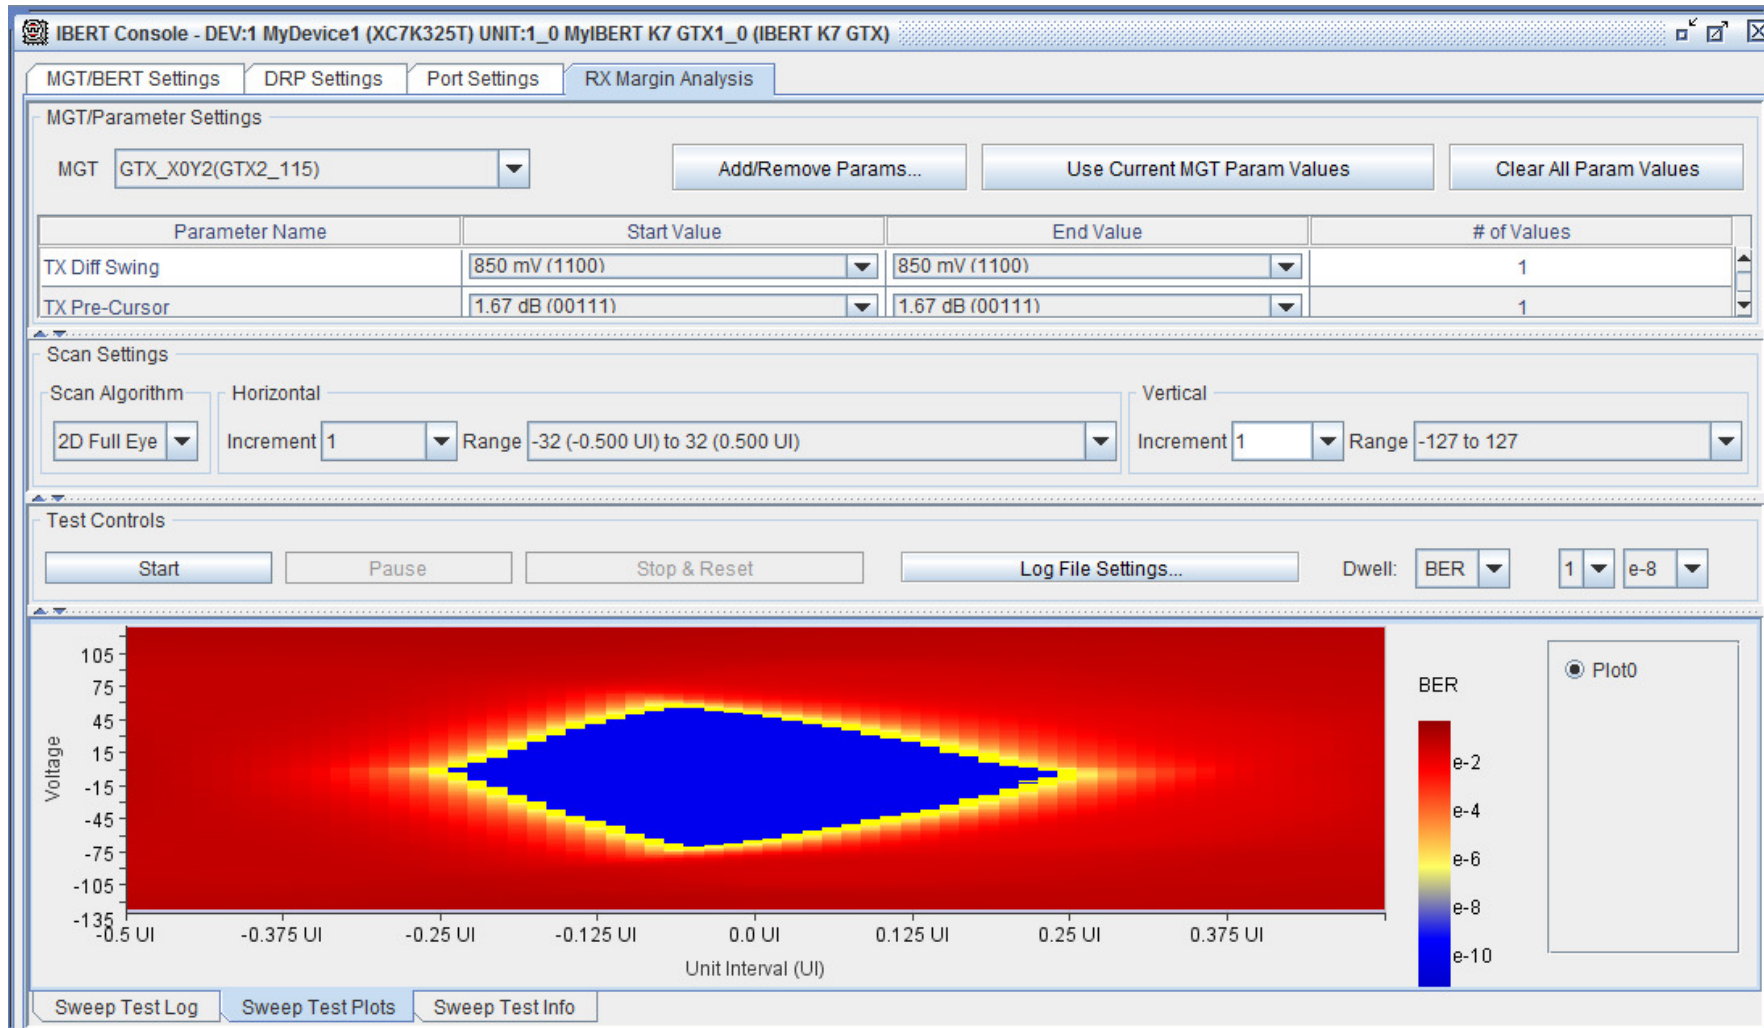 IBERT Console - DEV:1 MyDevice1 (XC7K325T) UNIT:1_0 MyIBERT K7 GTX1_0 (IBERT K7 GTX)
MGT/BERT Settings DRP Settings Port Settings RX Margin Analysis
MGT/Parameter Settings
MGT GTX_X0Y2(GTX2_115) Add/Remove Params... Use Current MGT Param Values Clear All Param Values
Parameter Name Start Value End Value # of Values
TX Diff Swing 850 mV (1100) 850 mV (1100) 1
TX Pre-Cursor 1.67 dB (00111) 1.67 dB (00111) 1
Scan Settings
Scan Algorithm Horizontal Vertical
2D Full Eye Increment 1 Range -32 (-0.500 UI) to 32 (0.500 UI) Increment 1 Range -127 to 127
Test Controls
Start Pause Stop & Reset Log File Settings... Dwell: BER 1 e-8
105
75
45
15
-15
-45
-75
-105
-135
Voltage
-0.5 UI -0.375 UI -0.25 UI -0.125 UI 0.0 UI 0.125 UI 0.25 UI 0.375 UI
Unit Interval (UI)
BER
e-2
e-4
e-6
e-8
e-10
Plot0
Sweep Test Log Sweep Test Plots Sweep Test Info